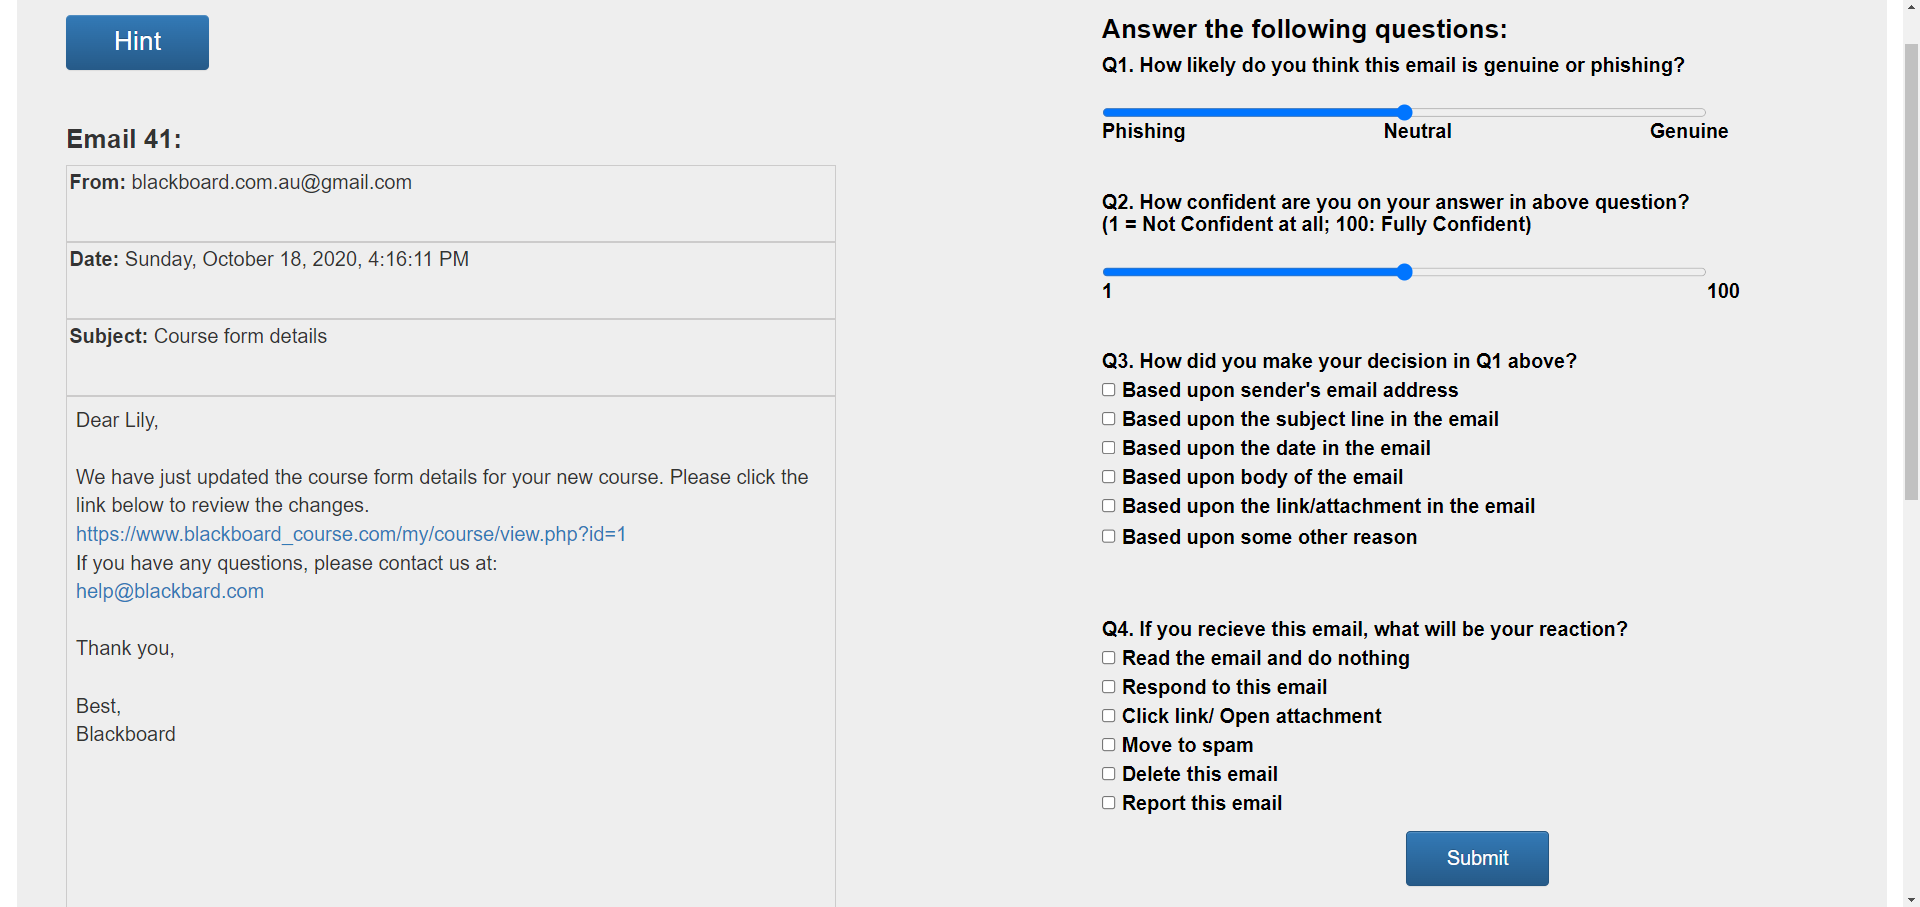 Hint
Email 41:
From: blackboard.com.au@gmail.com
Date: Sunday, October 18, 2020, 4:16:11 PM
Subject: Course form details
Dear Lily,
We have just updated the course form details for your new course. Please click the
link below to review the changes.
https://www.blackboard_course.com/my/course/view.php?id=1
If you have any questions, please contact us at:
help@blackbard.com
Thank you,
Best,
Blackboard
Answer the following questions:
Q1. How likely do you think this email is genuine or phishing?
Phishing Neutral Genuine
Q2. How confident are you on your answer in above question?
(1 = Not Confident at all; 100: Fully Confident)
1 100
Q3. How did you make your decision in Q1 above?
Based upon sender's email address
Based upon the subject line in the email
Based upon the date in the email
Based upon body of the email
Based upon the link/attachment in the email
Based upon some other reason
Q4. If you recieve this email, what will be your reaction?
Read the email and do nothing
Respond to this email
Click link/ Open attachment
Move to spam
Delete this email
Report this email
Submit